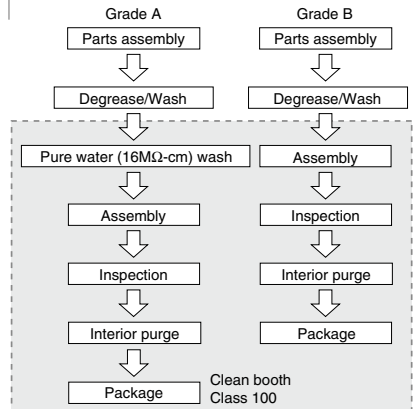 Grade A
Parts assembly
Degrease/Wash
Pure water (16MΩ-cm) wash
Assembly
Inspection
Interior purge
Package
Clean booth
Class 100
Grade B
Parts assembly
Degrease/Wash
Assembly
Inspection
Interior purge
Package